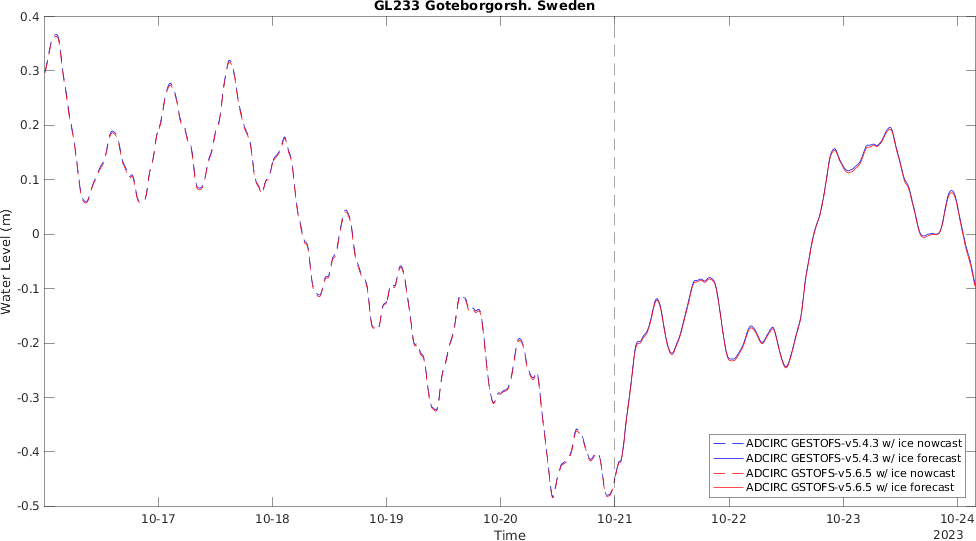 GL233 Goteborgorsh. Sweden
0.4
0.3
0.2
0.1
0
-0.1
-0.2
-0.3
-0.4
-0.5
Water Level (m)
ADCIRC GESTOFS-v5.4.3 w/ ice nowcast
ADCIRC GESTOFS-v5.4.3 w/ ice forecast
ADCIRC GSTOFS-v5.6.5 w/ ice nowcast
ADCIRC GSTOFS-v5.6.5 w/ ice forecast
10-17 10-18 10-19 10-20 10-21 10-22 10-23 10-24
Time 2023